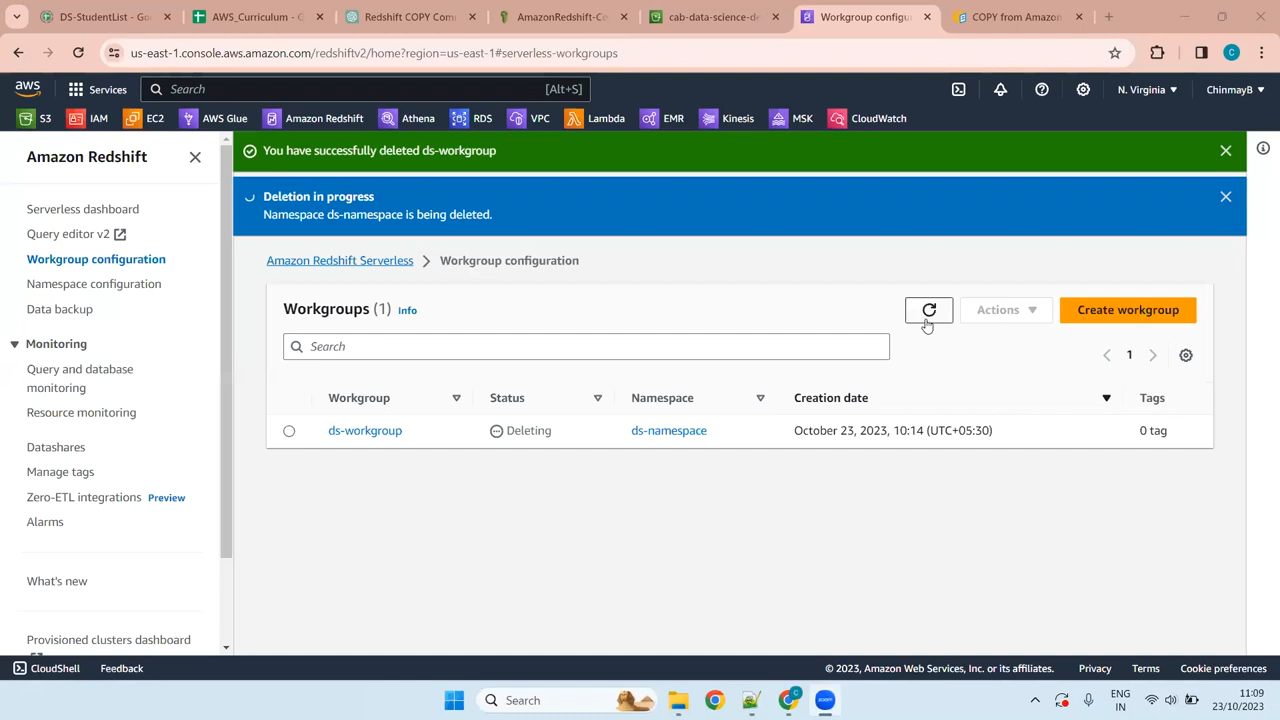 DS-StudentList - Go
AWS_Curriculum - G
Redshift COPY Com
AmazonRedshift-Co
cab-data-science-de
Workgroup configu
COPY from Amazon
us-east-1.console.aws.amazon.com/redshiftv2/home?region=us-east-1#serverless-workgroups
C
aws
Services
Search
[Alt+S]
N. Virginia
ChinmayB
S3
IAM
EC2
AWS Glue
Amazon Redshift
Athena
RDS
VPC
Lambda
EMR
Kinesis
MSK
CloudWatch
Amazon Redshift
Serverless dashboard
Query editor v2
Workgroup configuration
Namespace configuration
Data backup
Monitoring
Query and database
monitoring
Resource monitoring
Datashares
Manage tags
Zero-ETL integrations Preview
Alarms
What's new
Provisioned clusters dashboard
You have successfully deleted ds-workgroup
Deletion in progress
Namespace ds-namespace is being deleted.
Amazon Redshift Serverless
Workgroup configuration
Workgroups (1) Info
Actions
Create workgroup
Search
1
Workgroup
Status
Namespace
Creation date
Tags
ds-workgroup
Deleting
ds-namespace
October 23, 2023, 10:14 (UTC+05:30)
0 tag
CloudShell
Feedback
© 2023, Amazon Web Services, Inc. or its affiliates.
Privacy
Terms
Cookie preferences
Search
C
zoom
ENG
IN
11:09
23/10/2023